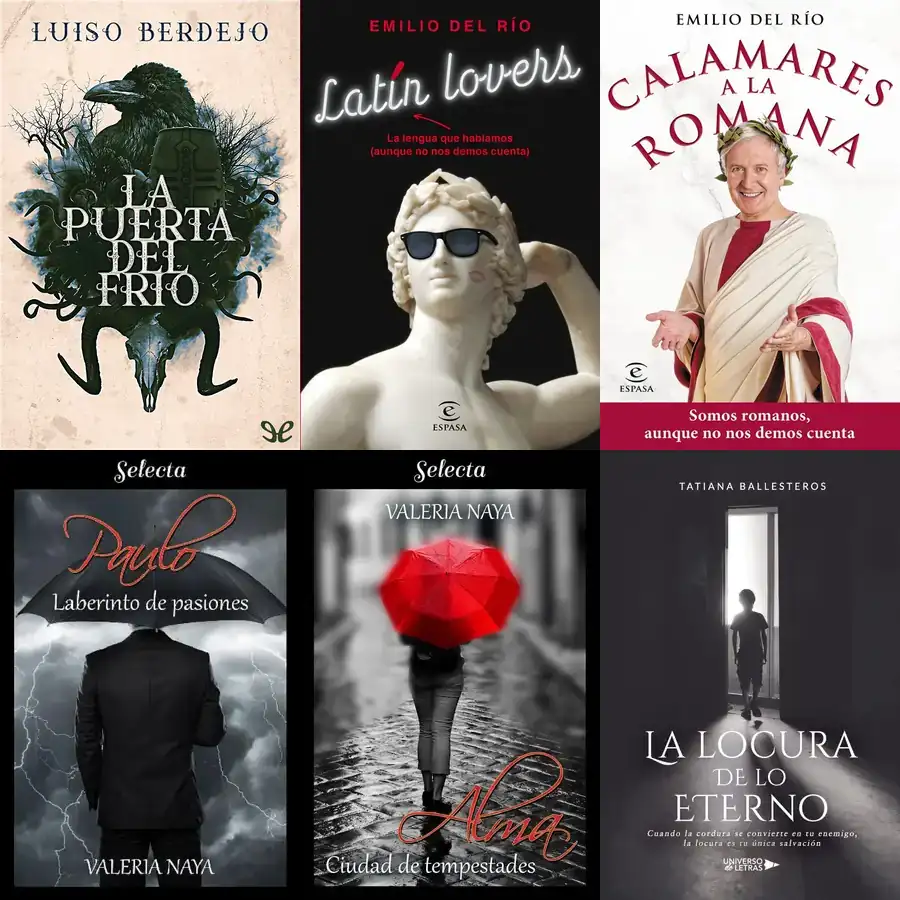 LUISO BERDEJO
LA
PUERTA
DEL
FRÍO
EMILIO DEL RÍO
Latín lovers
La lengua que hablamos
(aunque no nos demos cuenta)
e
ESPASA
EMILIO DEL RÍO
CALAMARES
A LA
ROMANA
e
ESPASA
Somos romanos,
aunque no nos demos cuenta
Selecta
Paulo
Laberinto de pasiones
VALERIA NAYA
Selecta
VALERIA NAYA
Alma
Ciudad de tempestades
TATIANA BALLESTEROS
LA LOCURA
DE LO
ETERNO
Cuando la cordura se convierte en tu enemigo,
la locura es tu única salvación
UNIVERSO
de LETRAS